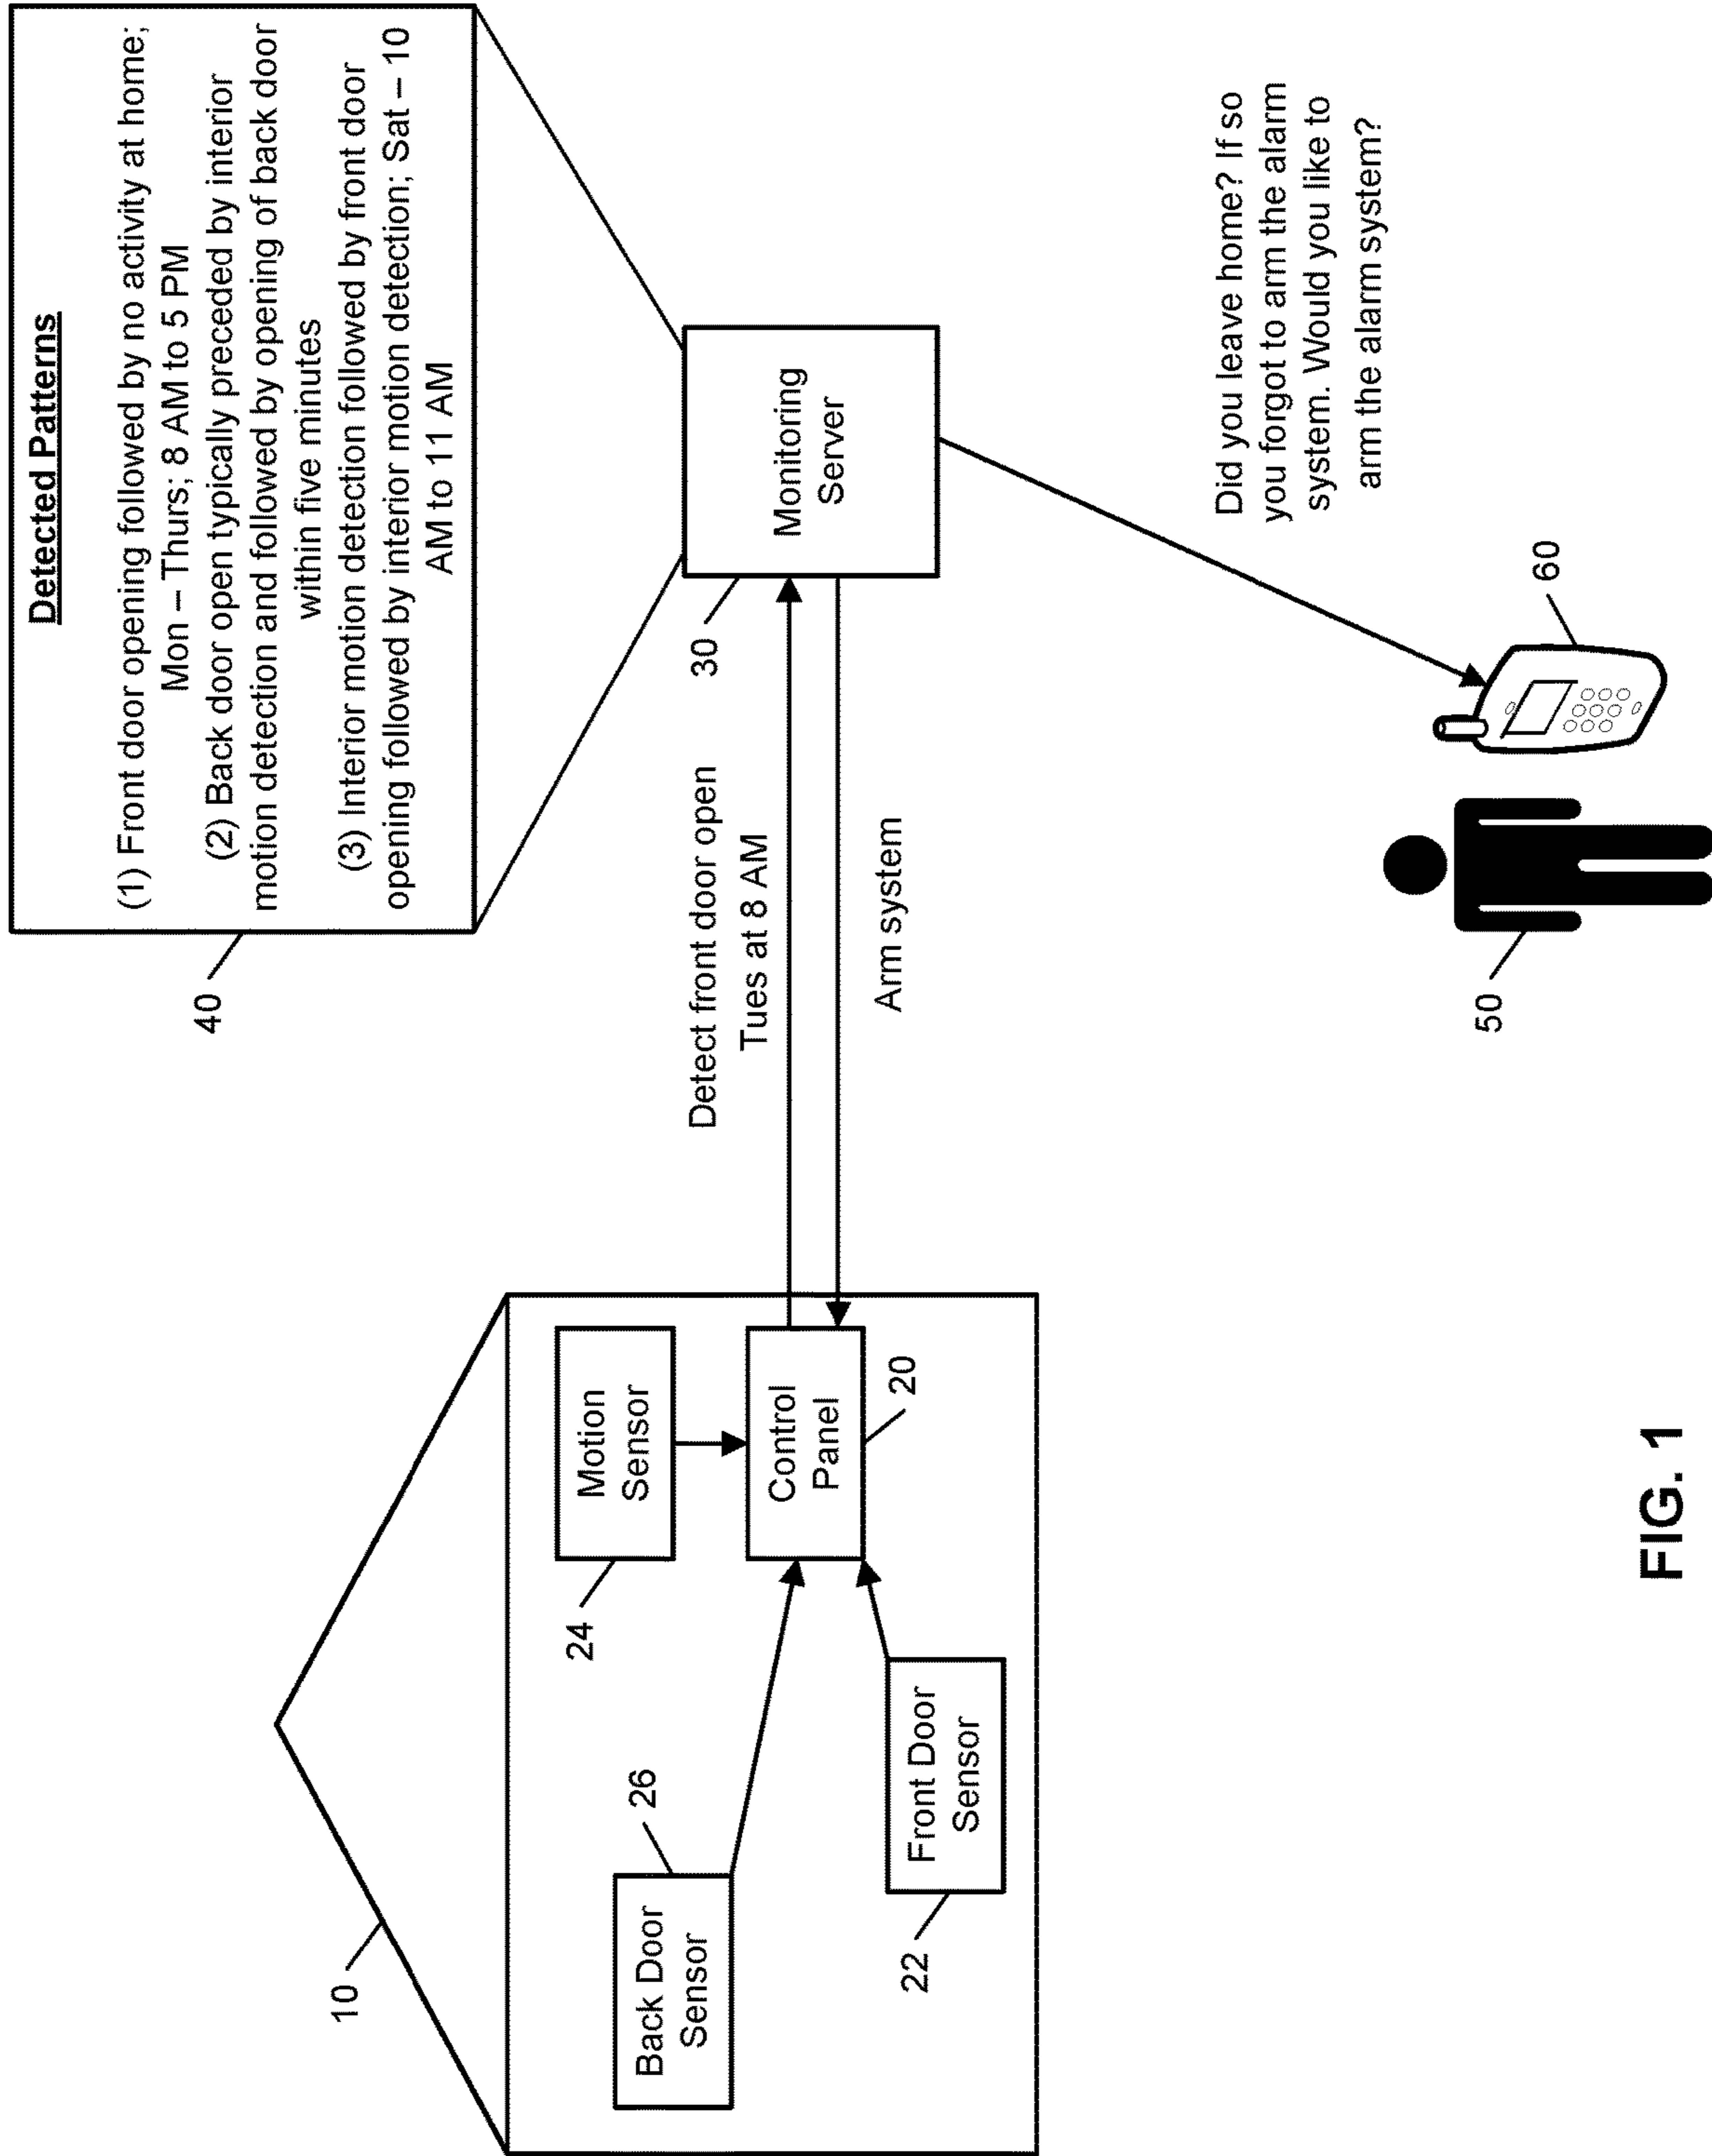 Detected Patterns
(1) Front door opening followed by no activity at home;
Mon – Thurs; 8 AM to 5 PM
(2) Back door open typically preceded by interior
motion detection and followed by opening of back door
within five minutes
(3) Interior motion detection followed by front door
opening followed by interior motion detection; Sat – 10
AM to 11 AM
40
10
Motion
Sensor
24
Back Door
Sensor
26
Control
Panel
20
Front Door
Sensor
22
Detect front door open
Tues at 8 AM
Arm system
30
Monitoring
Server
Did you leave home? If so
you forgot to arm the alarm
system. Would you like to
arm the alarm system?
50
60
FIG. 1